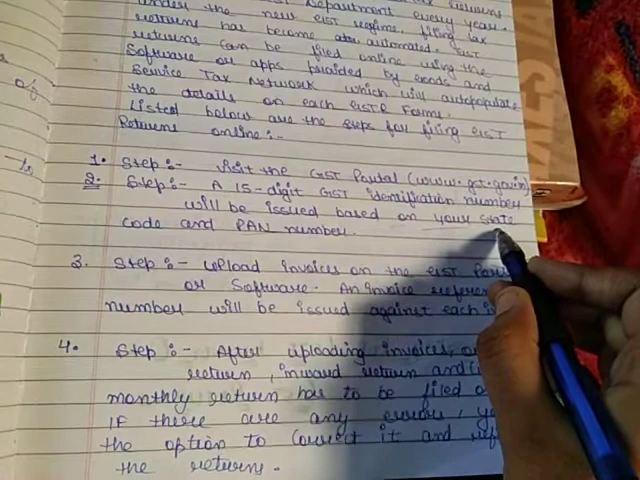 Department every year.
Under the new GST regime, filing tax
returns has become automated. GST
returns can be filed online using the
Software or apps provided by Goods and
Service Tax Network which will autopopulate
the details on each GSTR Forms.
Listed below are the steps for filing GST
Returns online:-
1. Step:- Visit the GST Portal (www.gst.gov.in)
2. Step:- A 15-digit GST identification number
will be issued based on your state
code and PAN number.
3. Step:- Upload invoices on the GST
or Software. An invoice
number will be issued against each
4. Step:- After uploading invoices,
return, inward return and
monthly return has to be filed
If there are any errors,
the option to correct it and
the returns.